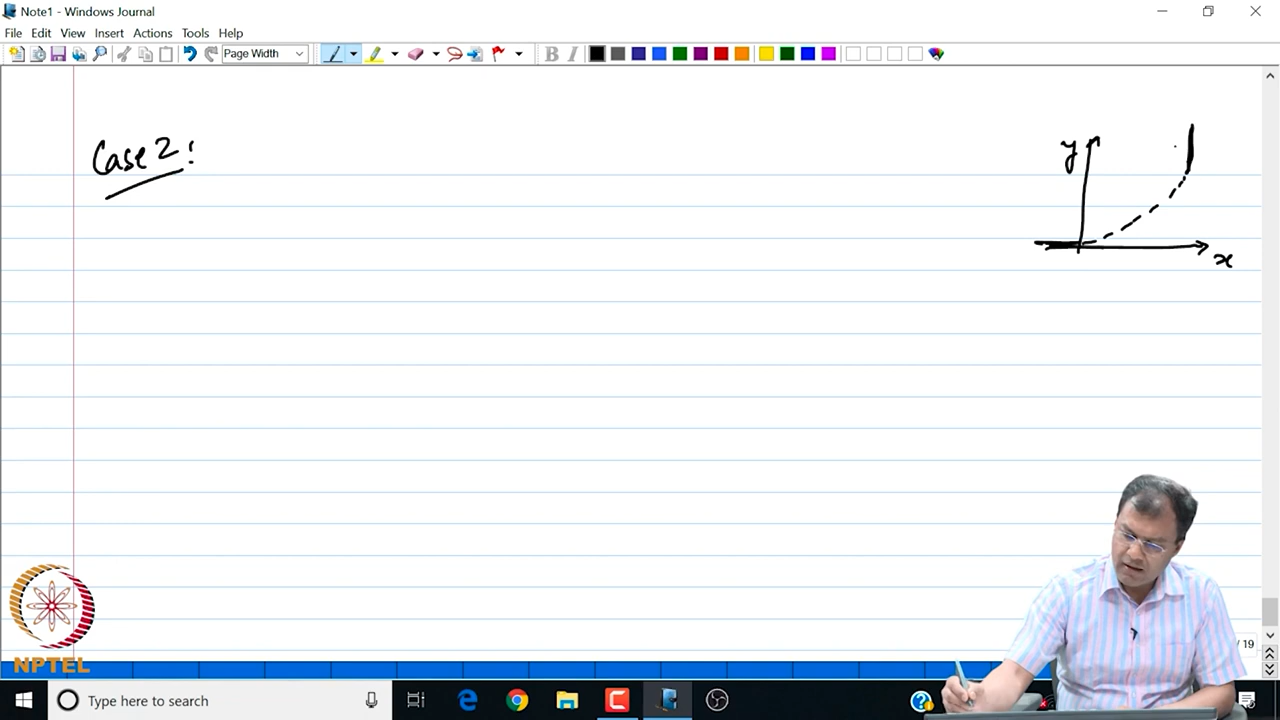 Note1 - Windows Journal
File Edit View Insert Actions Tools Help
Page Width
B I
Case 2:
y
x
NPTEL
/ 19
Type here to search